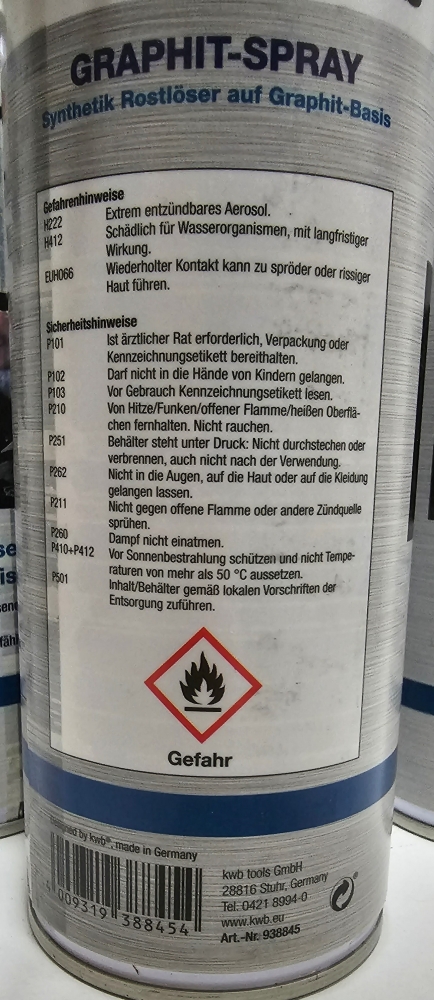 GRAPHIT-SPRAY
Synthetik Rostlöser auf Graphit-Basis
Gefahrenhinweise
H222 Extrem entzündbares Aerosol.
H412 Schädlich für Wasserorganismen, mit langfristiger
Wirkung.
EUH066 Wiederholter Kontakt kann zu spröder oder rissiger
Haut führen.
Sicherheitshinweise
P101 Ist ärztlicher Rat erforderlich, Verpackung oder
Kennzeichnungsetikett bereithalten.
P102 Darf nicht in die Hände von Kindern gelangen.
P103 Vor Gebrauch Kennzeichnungsetikett lesen.
P210 Von Hitze/Funken/offener Flamme/heißen Oberflä-
chen fernhalten. Nicht rauchen.
P251 Behälter steht unter Druck: Nicht durchstechen oder
verbrennen, auch nicht nach der Verwendung.
P262 Nicht in die Augen, auf die Haut oder auf die Kleidung
gelangen lassen.
P211 Nicht gegen offene Flamme oder andere Zündquelle
sprühen.
P260 Dampf nicht einatmen.
P410+P412 Vor Sonnenbestrahlung schützen und nicht Tempe-
raturen von mehr als 50 °C aussetzen.
P501 Inhalt/Behälter gemäß lokalen Vorschriften der
Entsorgung zuführen.
Gefahr
Designed by kwb®, made in Germany
4 009319 388454
kwb tools GmbH
28816 Stuhr, Germany
Tel. 0421 8994-0
www.kwb.eu
Art.-Nr. 938845